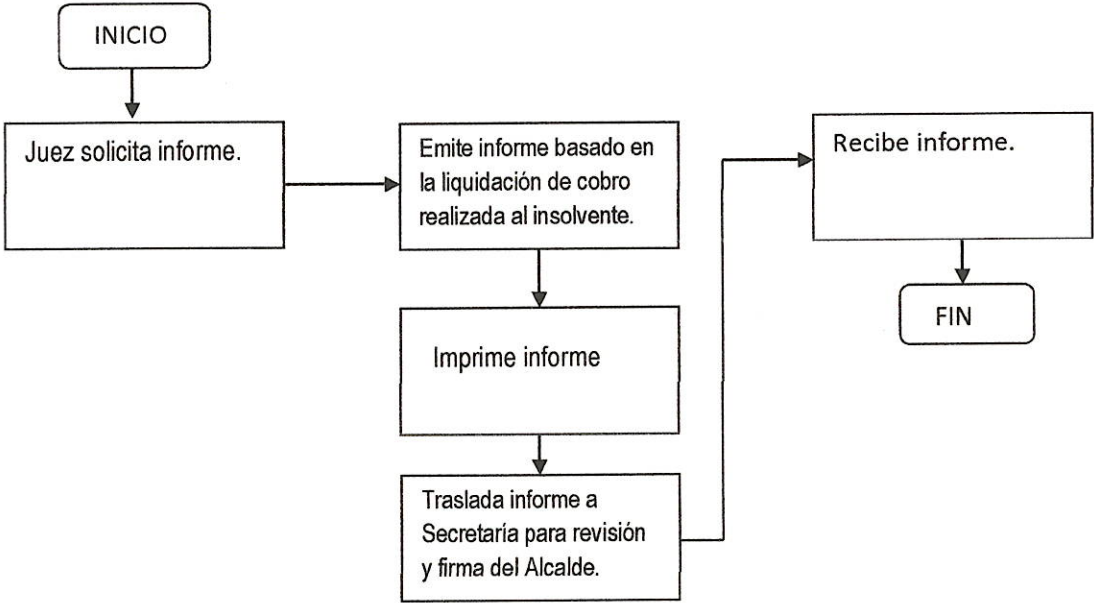 INICIO
Juez solicita informe.
Emite informe basado en
la liquidación de cobro
realizada al insolvente.
Imprime informe
Traslada informe a
Secretaría para revisión
y firma del Alcalde.
Recibe informe.
FIN